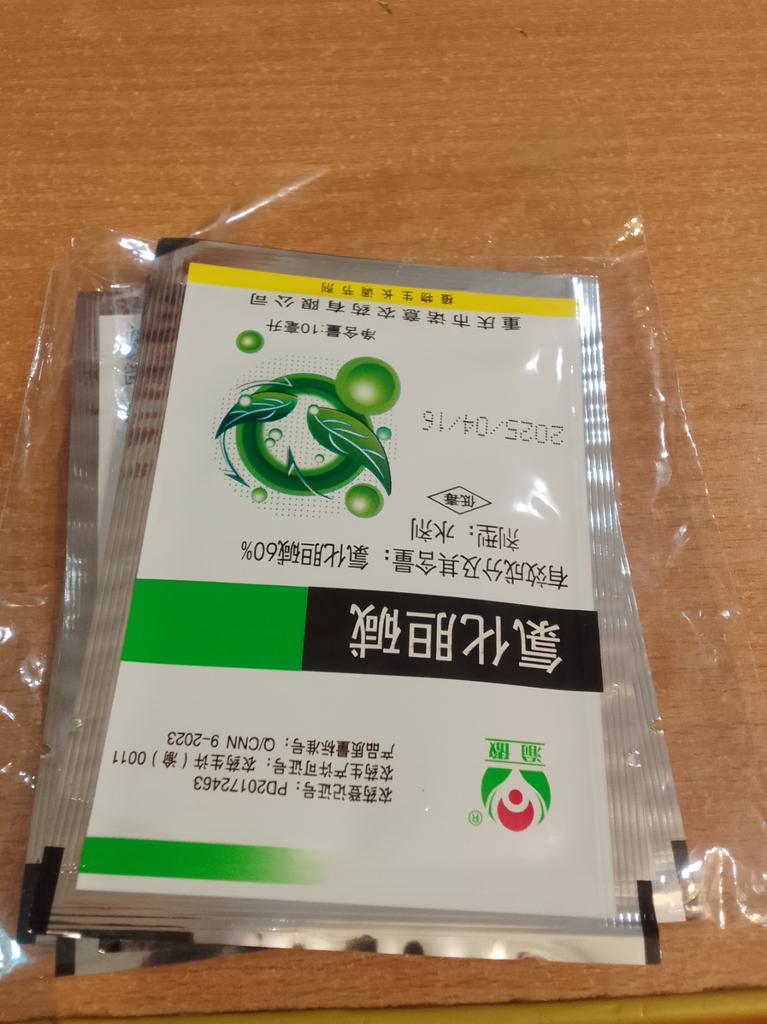 渝傲
®
农药登记证号：PD20172463
农药生产许可证号：农药生许（渝）0011
产品质量标准号：Q/CNN 9-2023
氯化胆碱
有效成分及其含量：氯化胆碱60%
剂型：水剂
低毒
2025/04/16
净含量:10毫升
重庆市诺意农药有限公司
植物生长调节剂